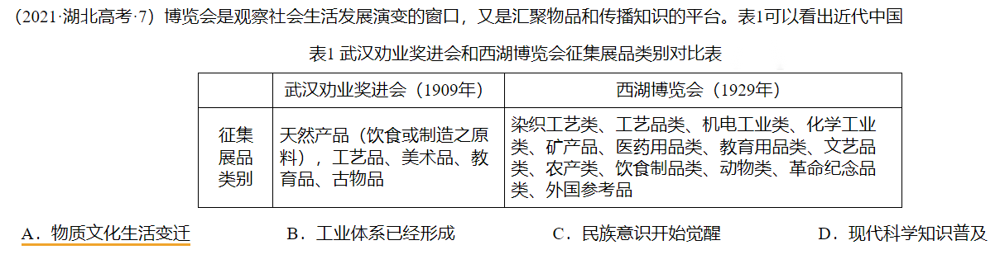 （2021·湖北高考·7）博览会是观察社会生活发展演变的窗口，又是汇聚物品和传播知识的平台。表1可以看出近代中国
表1 武汉劝业奖进会和西湖博览会征集展品类别对比表
武汉劝业奖进会（1909年） 西湖博览会（1929年）
征集
展品
类别
天然产品（饮食或制造之原
料），工艺品、美术品、教
育品、古物品
染织工艺类、工艺品类、机电工业类、化学工业
类、矿产品、医药用品类、教育用品类、文艺品
类、农产类、饮食制品类、动物类、革命纪念品
类、外国参考品
A．物质文化生活变迁 B．工业体系已经形成 C．民族意识开始觉醒 D．现代科学知识普及